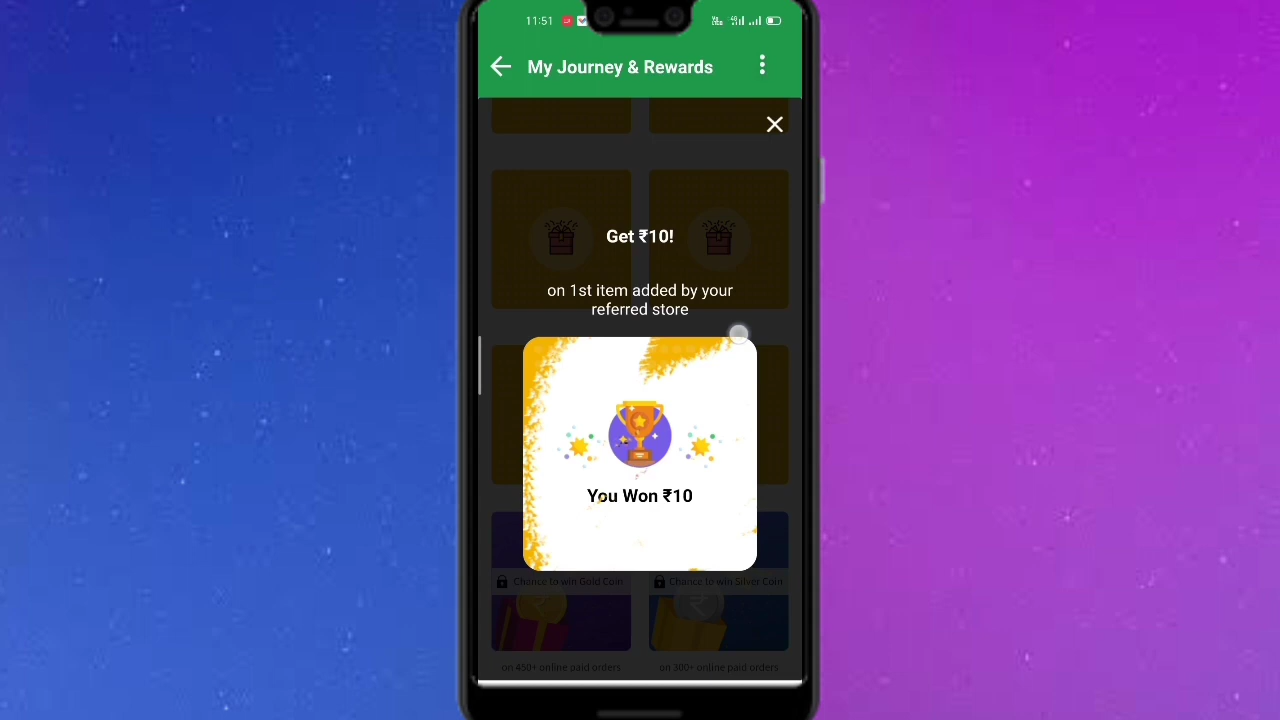 11:51
My Journey & Rewards
Get ₹10!
on 1st item added by your
referred store
You Won ₹10
Chance to win Gold Coin
Chance to win Silver Coin
on 450+ online paid orders
on 300+ online paid orders